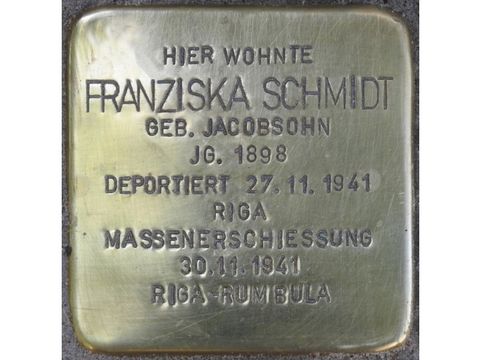 HIER WOHNTE
FRANZISKA SCHMIDT
GEB. JACOBSOHN
JG. 1898
DEPORTIERT 27.11.1941
RIGA
MASSENERSCHIESSUNG
30.11.1941
RIGA-RUMBULA